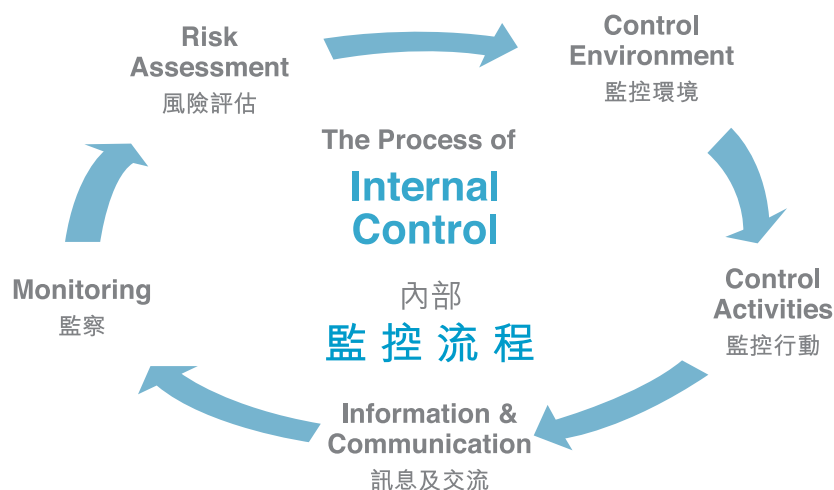 The Process of
Internal
Control
內部
監控流程
Risk
Assessment
風險評估
Control
Environment
監控環境
Control
Activities
監控行動
Information &
Communication
訊息及交流
Monitoring
監察